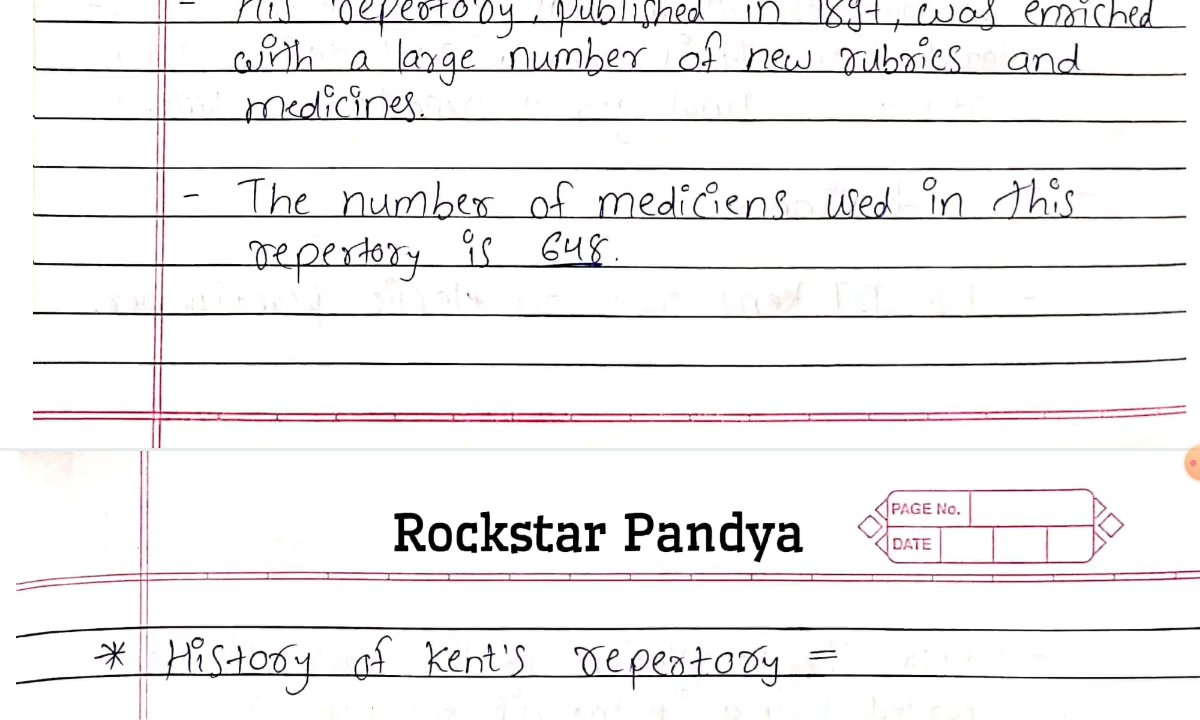 - His repertory, published in 1897, was enriched
with a large number of new rubrics and
medicines.
- The number of mediciens used in this
repertory is 648.
Rockstar Pandya
PAGE No.
DATE
* History of Kent's repertory =